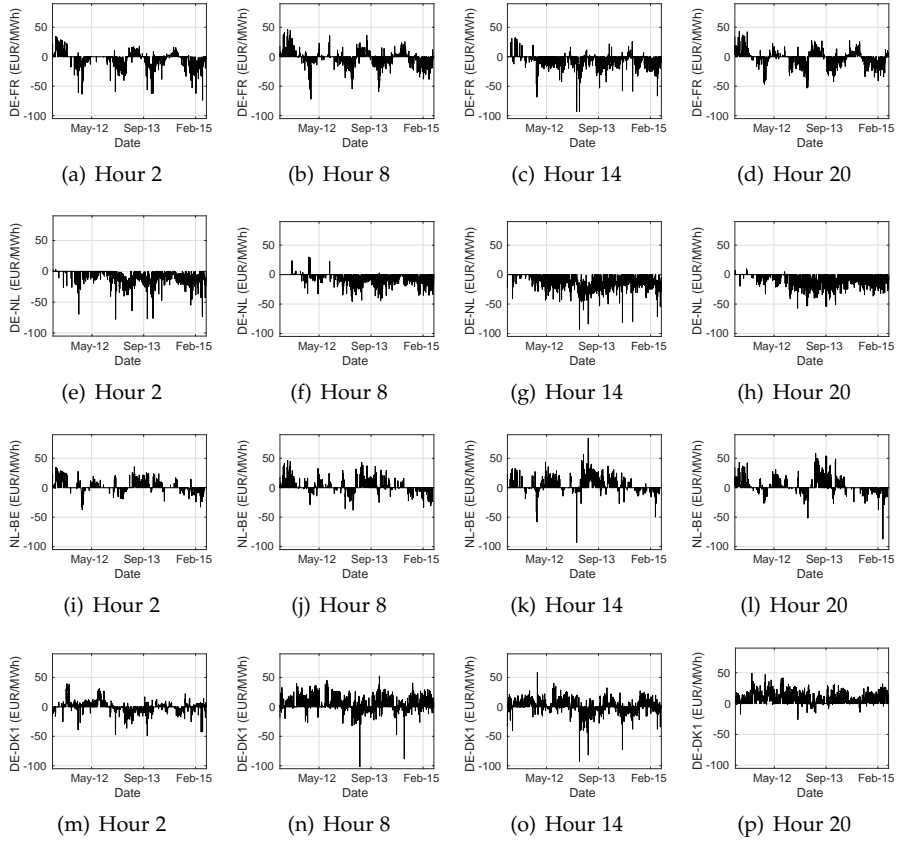 DE-FR (EUR/MWh)
50
0
-50
-100
May-12 Sep-13 Feb-15
Date
(a) Hour 2
DE-FR (EUR/MWh)
50
0
-50
-100
May-12 Sep-13 Feb-15
Date
(b) Hour 8
DE-FR (EUR/MWh)
50
0
-50
-100
May-12 Sep-13 Feb-15
Date
(c) Hour 14
DE-FR (EUR/MWh)
50
0
-50
-100
May-12 Sep-13 Feb-15
Date
(d) Hour 20
DE-NL (EUR/MWh)
50
0
-50
-100
May-12 Sep-13 Feb-15
Date
(e) Hour 2
DE-NL (EUR/MWh)
50
0
-50
-100
May-12 Sep-13 Feb-15
Date
(f) Hour 8
DE-NL (EUR/MWh)
50
0
-50
-100
May-12 Sep-13 Feb-15
Date
(g) Hour 14
DE-NL (EUR/MWh)
50
0
-50
-100
May-12 Sep-13 Feb-15
Date
(h) Hour 20
NL-BE (EUR/MWh)
50
0
-50
-100
May-12 Sep-13 Feb-15
Date
(i) Hour 2
NL-BE (EUR/MWh)
50
0
-50
-100
May-12 Sep-13 Feb-15
Date
(j) Hour 8
NL-BE (EUR/MWh)
50
0
-50
-100
May-12 Sep-13 Feb-15
Date
(k) Hour 14
NL-BE (EUR/MWh)
50
0
-50
-100
May-12 Sep-13 Feb-15
Date
(l) Hour 20
DE-DK1 (EUR/MWh)
50
0
-50
-100
May-12 Sep-13 Feb-15
Date
(m) Hour 2
DE-DK1 (EUR/MWh)
50
0
-50
-100
May-12 Sep-13 Feb-15
Date
(n) Hour 8
DE-DK1 (EUR/MWh)
50
0
-50
-100
May-12 Sep-13 Feb-15
Date
(o) Hour 14
DE-DK1 (EUR/MWh)
50
0
-50
-100
May-12 Sep-13 Feb-15
Date
(p) Hour 20